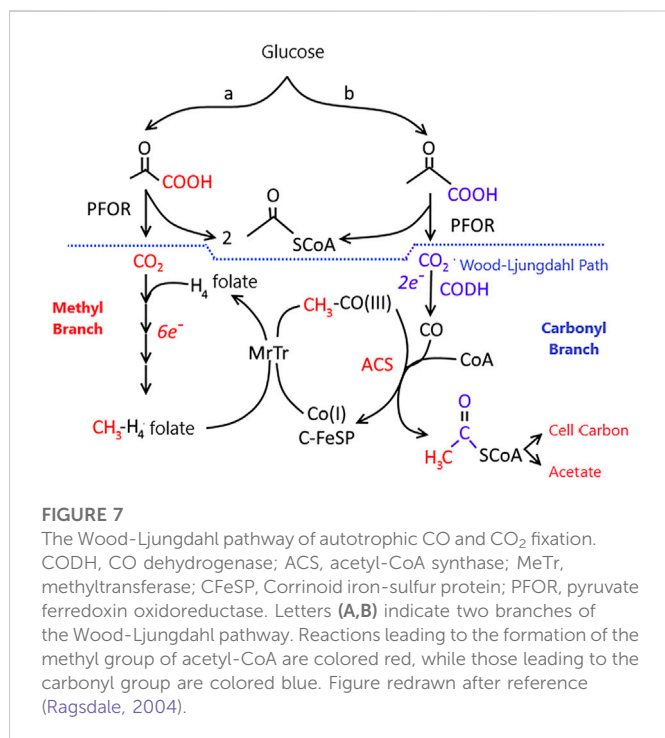 Glucose
a b
O O
COOH COOH
PFOR O PFOR
2 SCoA
CO₂ CO₂ Wood-Ljungdahl Path
H₄ folate 2e⁻ CODH
Methyl Branch 6e⁻ CH₃-CO(III) CO Carbonyl Branch
MrTr ACS CoA
Co(I)
CH₃-H₄ folate C-FeSP O
C
H₃C SCoA Cell Carbon
Acetate
FIGURE 7
The Wood-Ljungdahl pathway of autotrophic CO and CO₂ fixation.
CODH, CO dehydrogenase; ACS, acetyl-CoA synthase; MeTr,
methyltransferase; CFeSP, Corrinoid iron-sulfur protein; PFOR, pyruvate
ferredoxin oxidoreductase. Letters (A,B) indicate two branches of
the Wood-Ljungdahl pathway. Reactions leading to the formation of the
methyl group of acetyl-CoA are colored red, while those leading to the
carbonyl group are colored blue. Figure redrawn after reference
(Ragsdale, 2004).